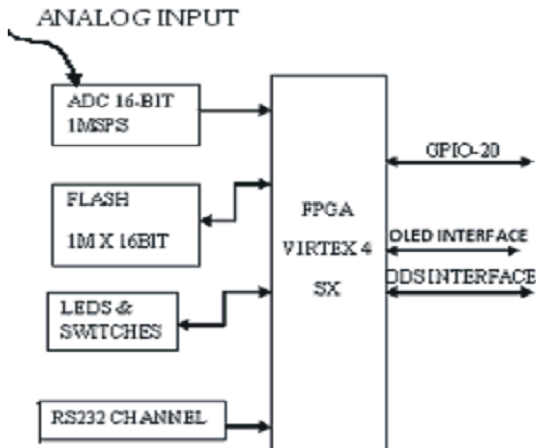 ANALOG INPUT
ADC 16-BIT
1MSPS
FLASH
1M X 16BIT
LEDS &
SWITCHES
RS232 CHANNEL
FPGA
VIRTEX 4
SX
GPIO-20
OLED INTERFACE
DDS INTERFACE